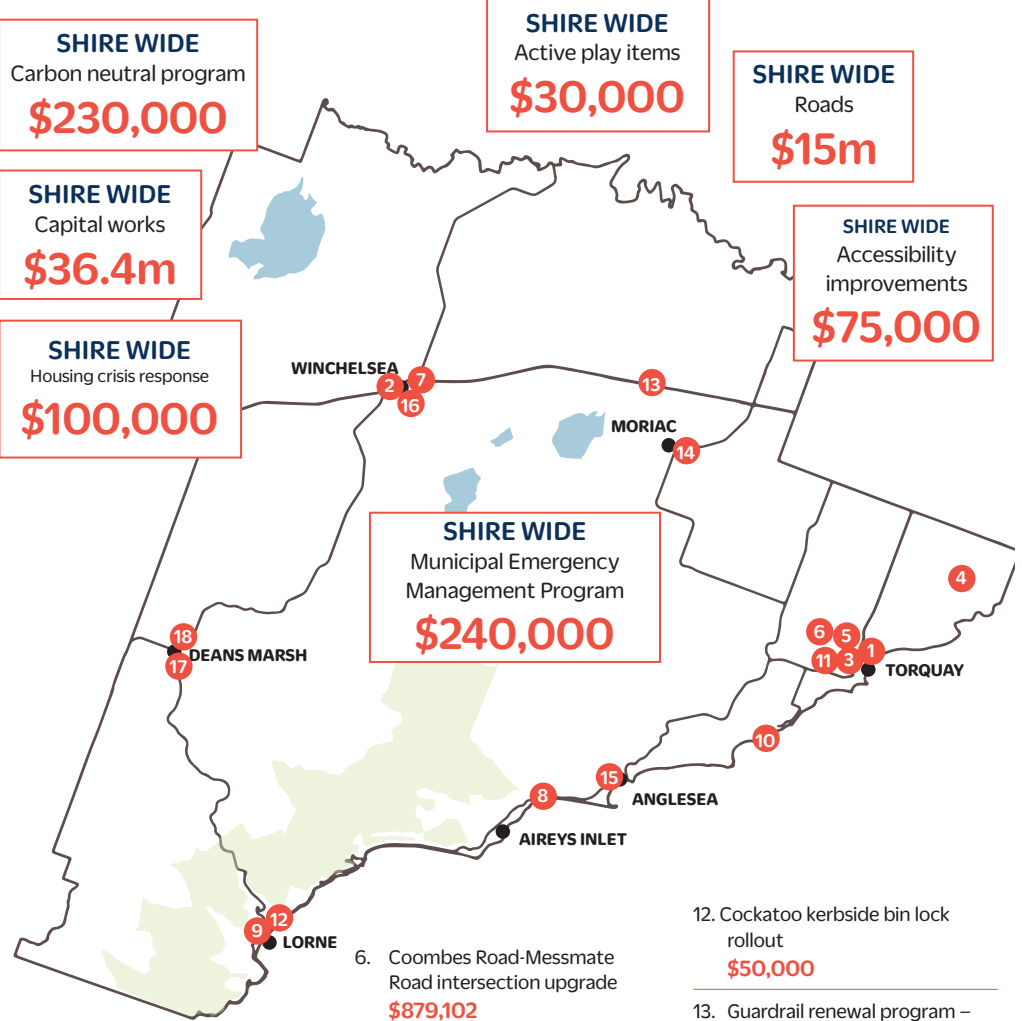 SHIRE WIDE
Carbon neutral program
$230,000
SHIRE WIDE
Active play items
$30,000
SHIRE WIDE
Roads
$15m
SHIRE WIDE
Capital works
$36.4m
SHIRE WIDE
Accessibility
improvements
$75,000
SHIRE WIDE
Housing crisis response
$100,000
WINCHELSEA
2
7
16
13
MORIAC
14
SHIRE WIDE
Municipal Emergency
Management Program
$240,000
4
18
DEANS MARSH
17
6
5
1
11
3
TORQUAY
10
15
ANGLESEA
8
AIREYS INLET
12
9
LORNE
6. Coombes Road-Messmate
Road intersection upgrade
$879,102
12. Cockatoo kerbside bin lock
rollout
$50,000
13. Guardrail renewal program –